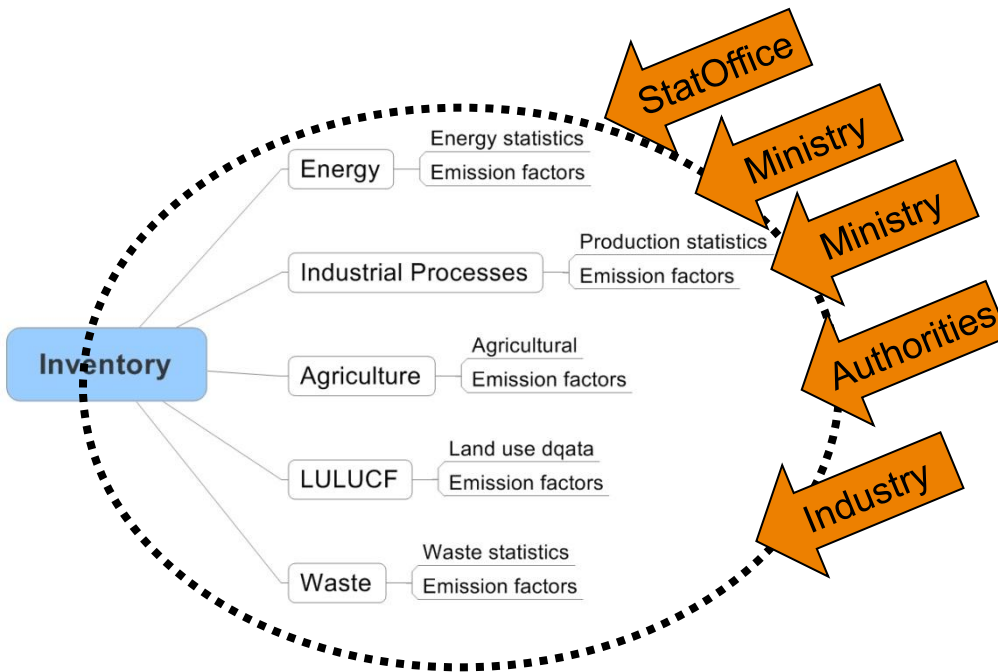 StatOffice
Ministry
Ministry
Authorities
Industry
Inventory
Energy
Energy statistics
Emission factors
Industrial Processes
Production statistics
Emission factors
Agriculture
Agricultural
Emission factors
LULUCF
Land use dqata
Emission factors
Waste
Waste statistics
Emission factors